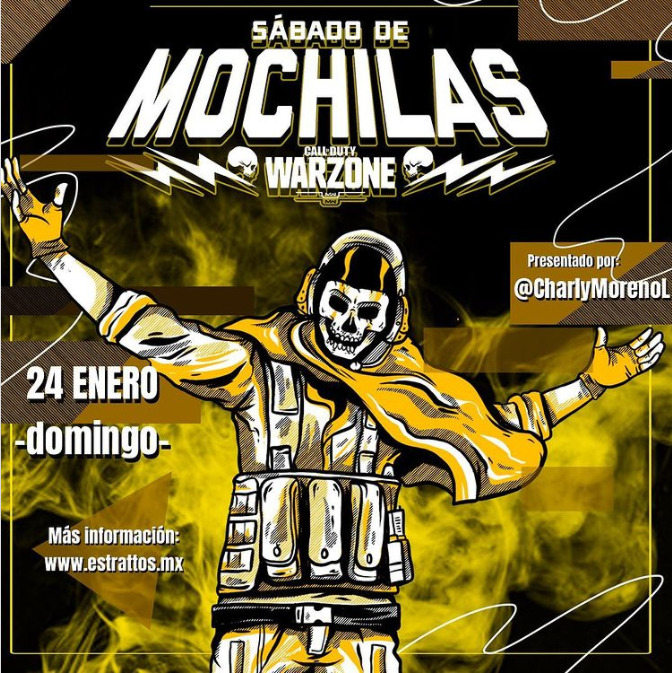 SÁBADO DE
MOCHILAS
CALL OF DUTY
WARZONE
Presentado por:
@CharlyMorenoL
24 ENERO
-domingo-
Más información:
www.estrattos.mx